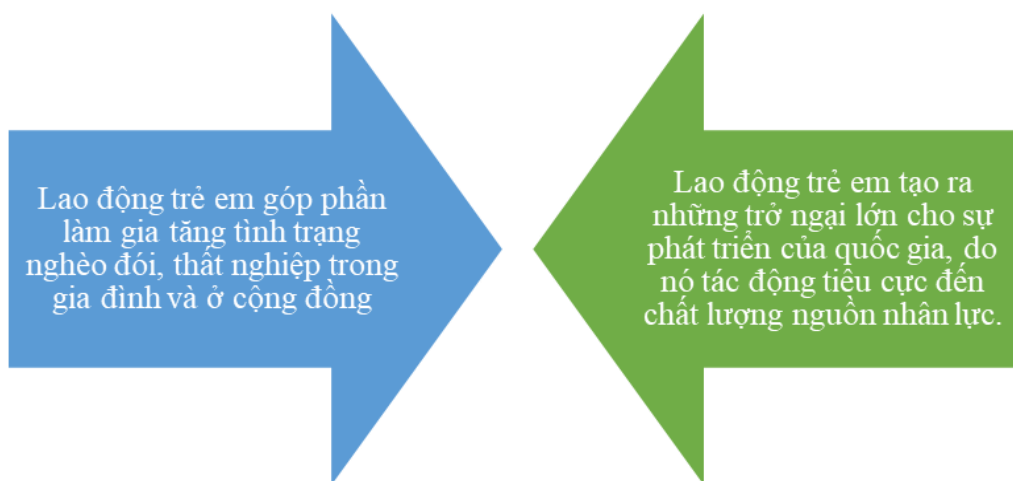 Lao động trẻ em góp phần
làm gia tăng tình trạng
nghèo đói, thất nghiệp trong
gia đình và ở cộng đồng
Lao động trẻ em tạo ra
những trở ngại lớn cho sự
phát triển của quốc gia, do
nó tác động tiêu cực đến
chất lượng nguồn nhân lực.